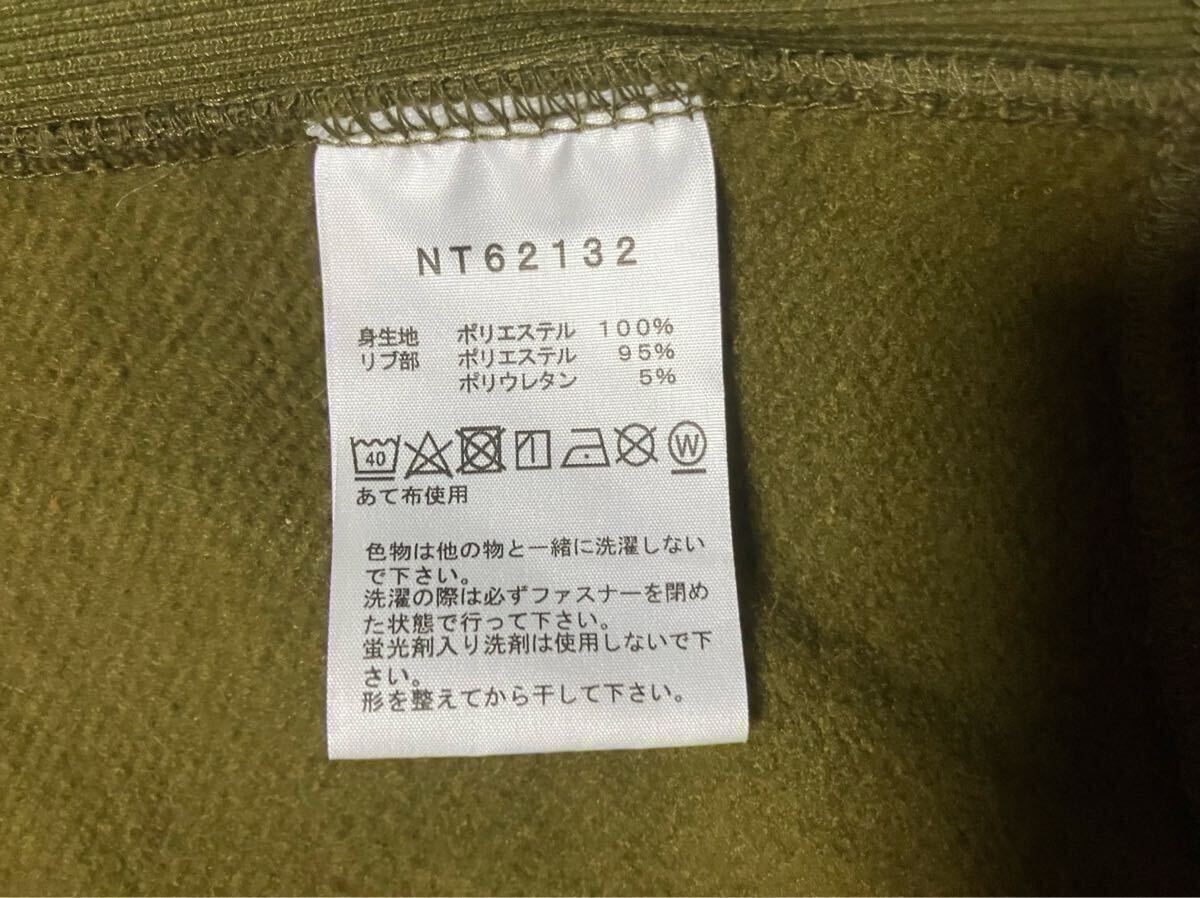 NT62132
身生地 ポリエステル 100%
リブ部 ポリエステル 95%
ポリウレタン 5%
40 W
あて布使用
色物は他の物と一緒に洗濯しない
で下さい。
洗濯の際は必ずファスナーを閉め
た状態で行って下さい。
蛍光剤入り洗剤は使用しないで下
さい。
形を整えてから干して下さい。